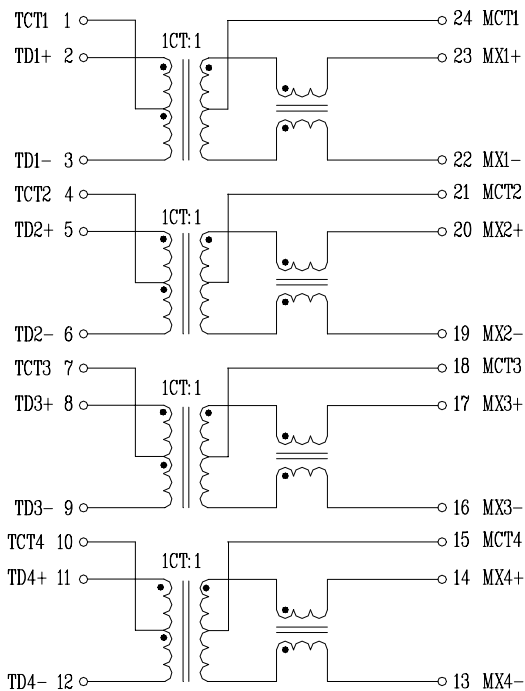 TCT1 1 24 MCT1
1CT:1
TD1+ 2 23 MX1+
TD1- 3 22 MX1-
TCT2 4 21 MCT2
1CT:1
TD2+ 5 20 MX2+
TD2- 6 19 MX2-
TCT3 7 18 MCT3
1CT:1
TD3+ 8 17 MX3+
TD3- 9 16 MX3-
TCT4 10 15 MCT4
1CT:1
TD4+ 11 14 MX4+
TD4- 12 13 MX4-